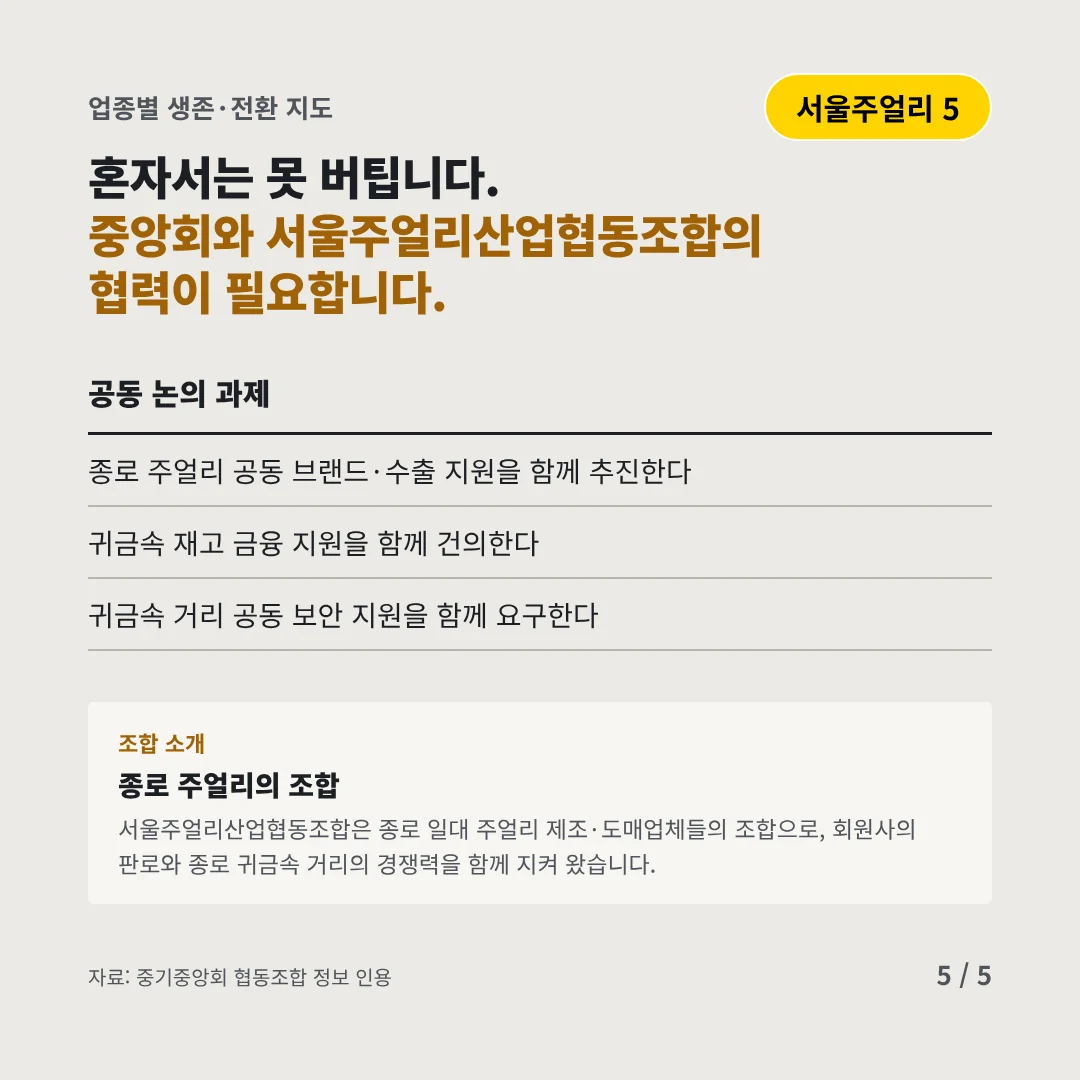 업종별 생존·전환 지도
서울주얼리 5
혼자서는 못 버팁니다.
중앙회와 서울주얼리산업협동조합의
협력이 필요합니다.
공동 논의 과제
종로 주얼리 공동 브랜드·수출 지원을 함께 추진한다
귀금속 재고 금융 지원을 함께 건의한다
귀금속 거리 공동 보안 지원을 함께 요구한다
조합 소개
종로 주얼리의 조합
서울주얼리산업협동조합은 종로 일대 주얼리 제조·도매업체들의 조합으로, 회원사의
판로와 종로 귀금속 거리의 경쟁력을 함께 지켜 왔습니다.
자료: 중기중앙회 협동조합 정보 인용
5 / 5